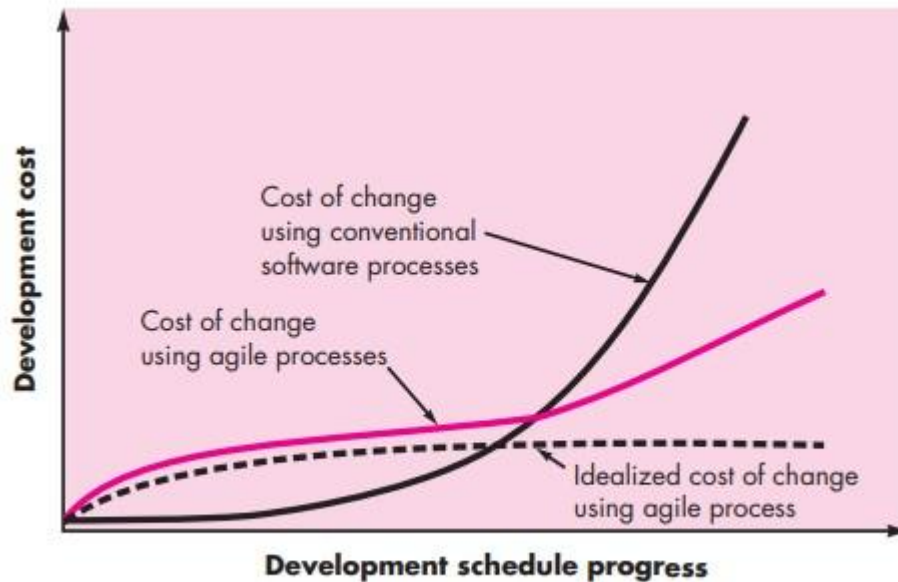 Development cost
Cost of change
using conventional
software processes
Cost of change
using agile processes
Idealized cost of change
using agile process
Development schedule progress